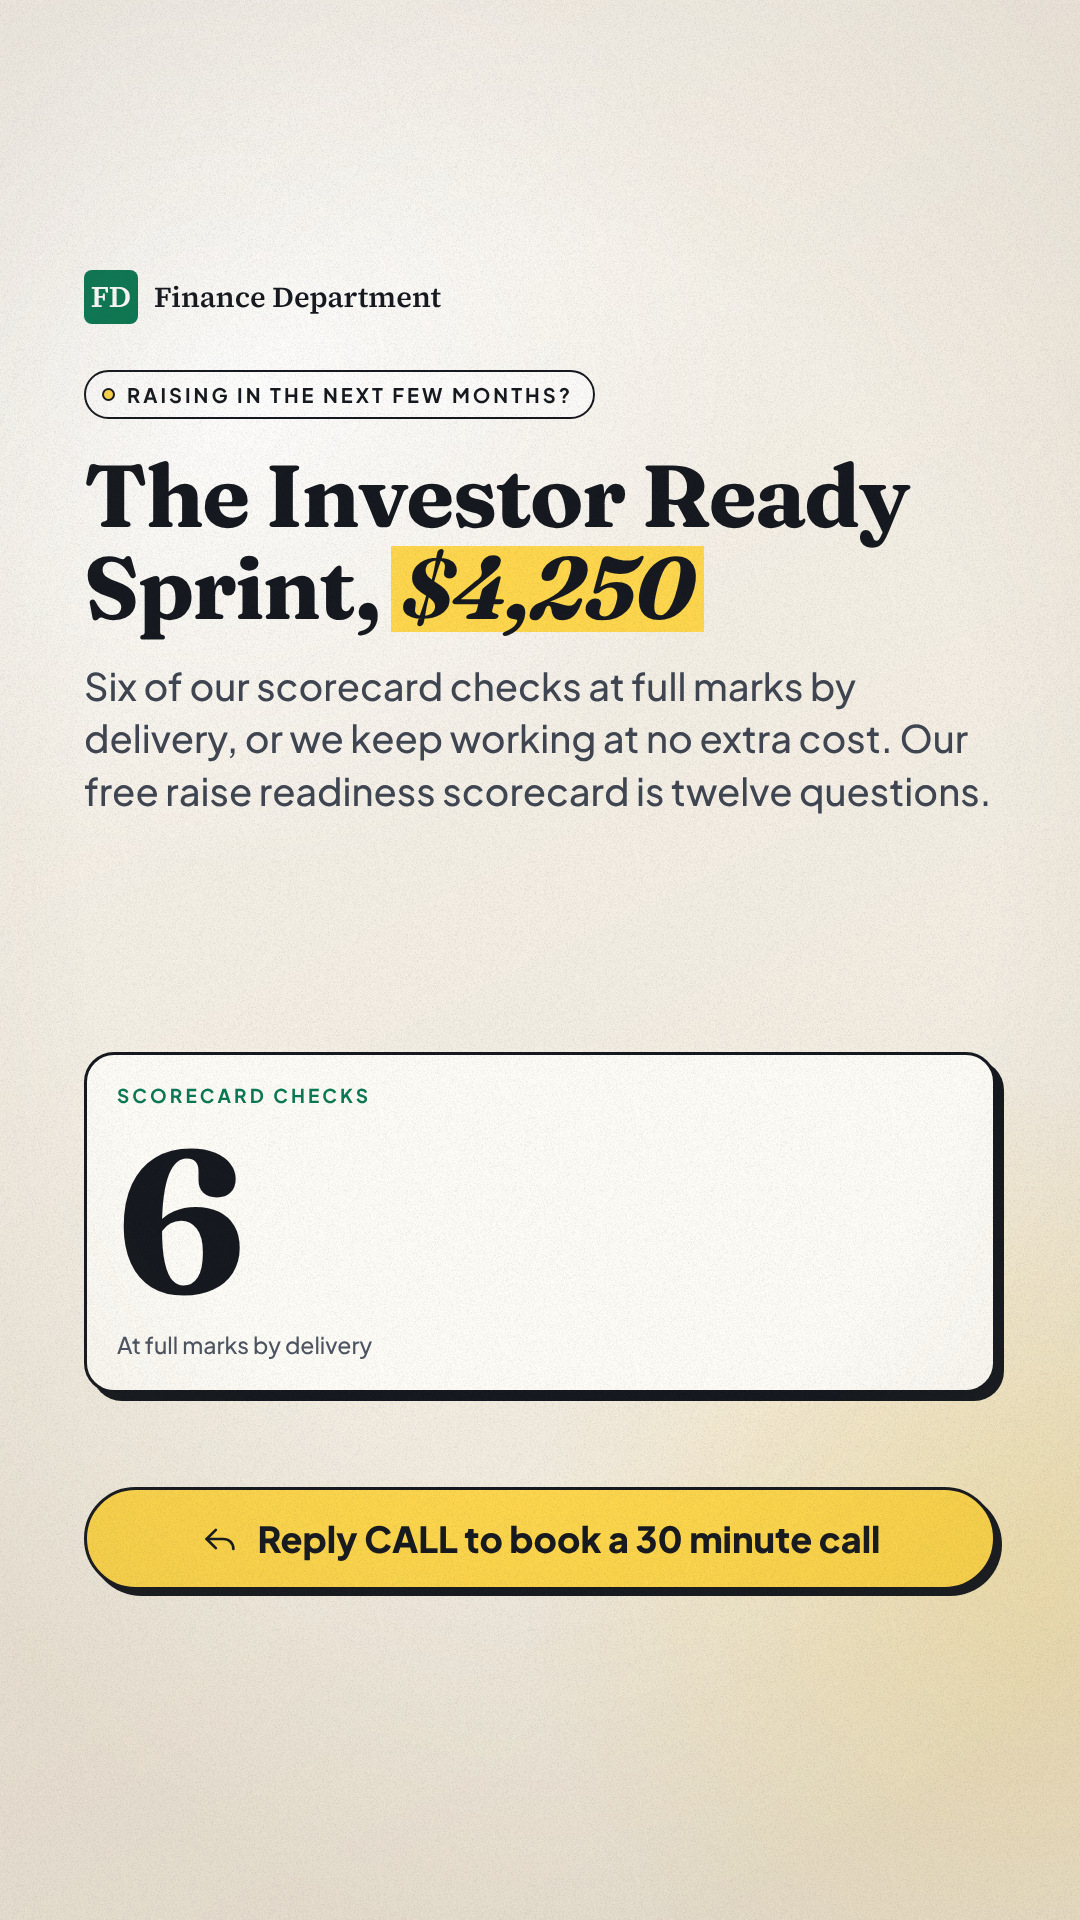 FD Finance Department
RAISING IN THE NEXT FEW MONTHS?
The Investor Ready
Sprint, $4,250
Six of our scorecard checks at full marks by
delivery, or we keep working at no extra cost. Our
free raise readiness scorecard is twelve questions.
SCORECARD CHECKS
6
At full marks by delivery
Reply CALL to book a 30 minute call